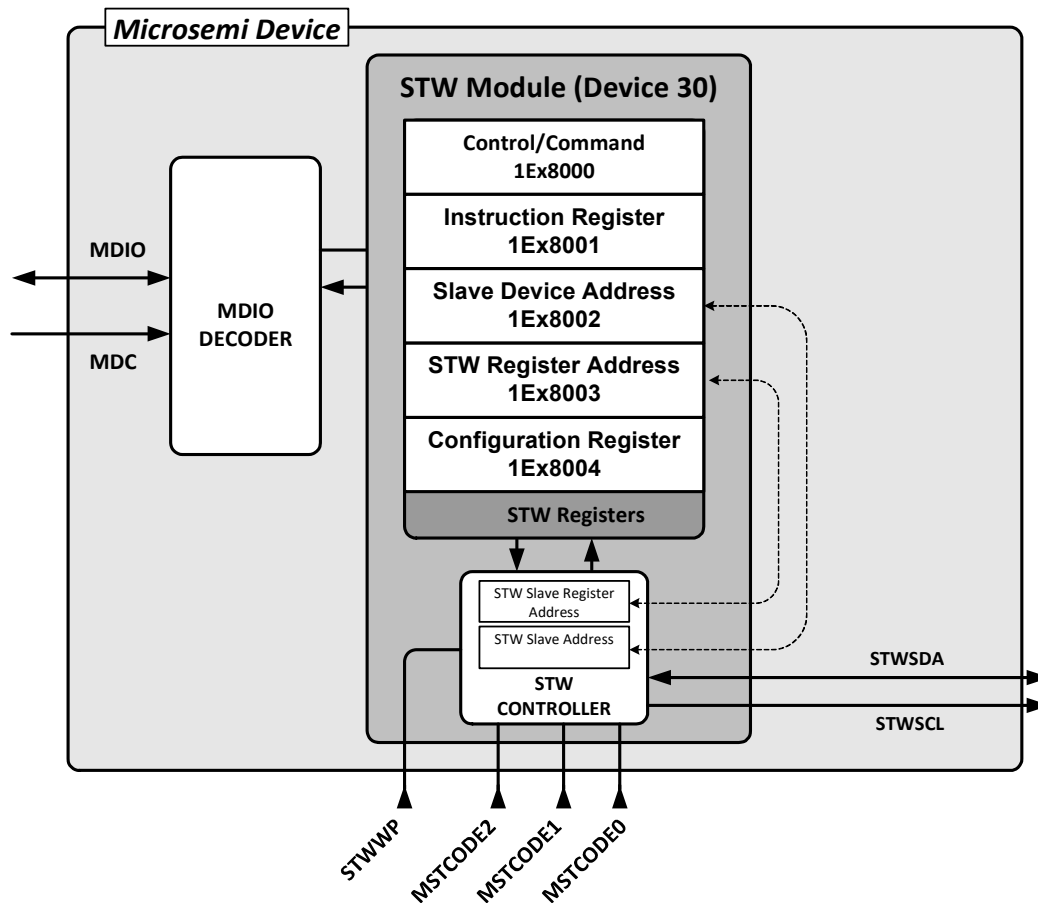 Microsemi Device
STW Module (Device 30)
Control/Command
1Ex8000
Instruction Register
1Ex8001
Slave Device Address
1Ex8002
STW Register Address
1Ex8003
Configuration Register
1Ex8004
STW Registers
MDIO
MDC
MDIO
DECODER
STW Slave Register
Address
STW Slave Address
STW
CONTROLLER
STWSDA
STWSCL
STWWP
MSTCODE2
MSTCODE1
MSTCODE0